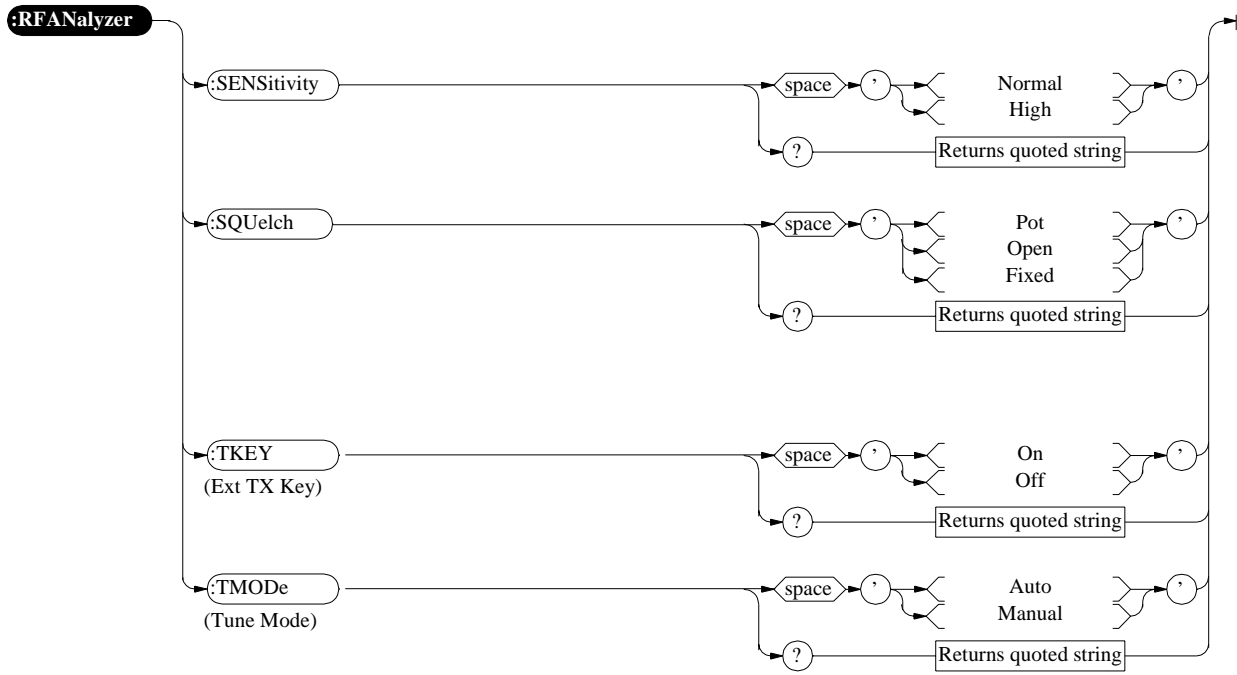 :RFANalyzer
:SENSitivity space ’ Normal ’
High
? Returns quoted string
:SQUelch space ’ Pot ’
Open
Fixed
? Returns quoted string
:TKEY space ’ On ’
(Ext TX Key) Off
? Returns quoted string
:TMODe space ’ Auto ’
(Tune Mode) Manual
? Returns quoted string